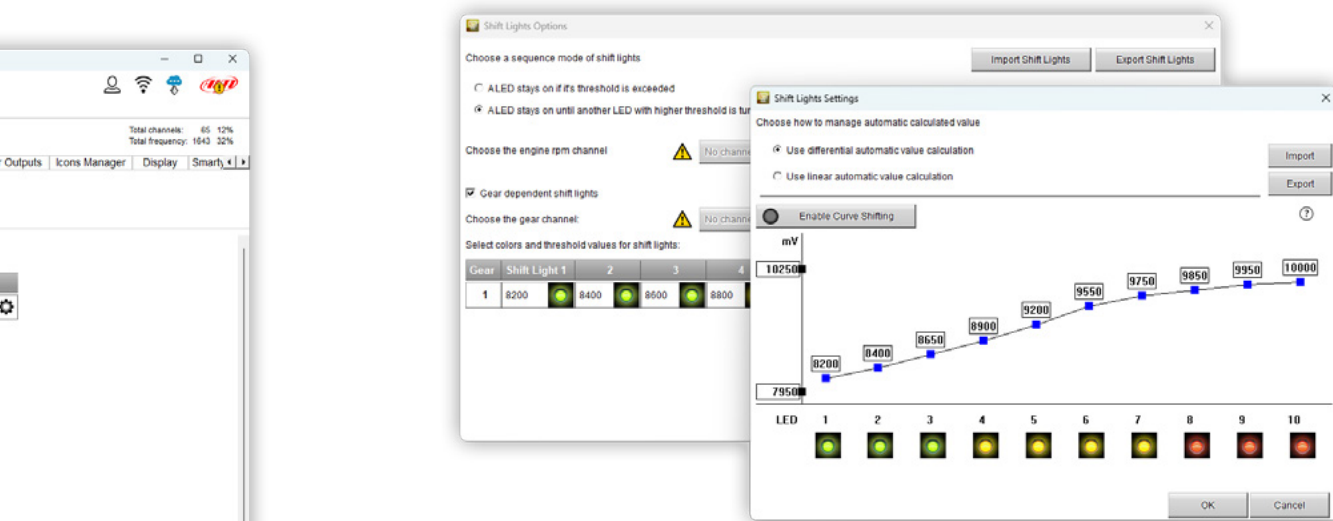 Total channels: 65 12%
Total frequency: 1643 32%
Outputs Icons Manager Display
Shift Lights Options
Choose a sequence mode of shift lights
Import Shift Lights Export Shift Lights
A LED stays on if it's threshold is exceeded
A LED stays on until another LED with higher threshold is
Choose the engine rpm channel
No
Gear dependent shift lights
Choose the gear channel:
No
Select colors and threshold values for shift lights:
Gear Shift Light 1 2 3 4
1 8200 8400 8600 8800
Shift Lights Settings
Choose how to manage automatic calculated value
Use differential automatic value calculation
Import
Use linear automatic value calculation
Export
Enable Curve Shifting
?
mV
10250
7950
8200 8400 8650 8900 9200 9550 9750 9850 9950 10000
LED 1 2 3 4 5 6 7 8 9 10
OK Cancel